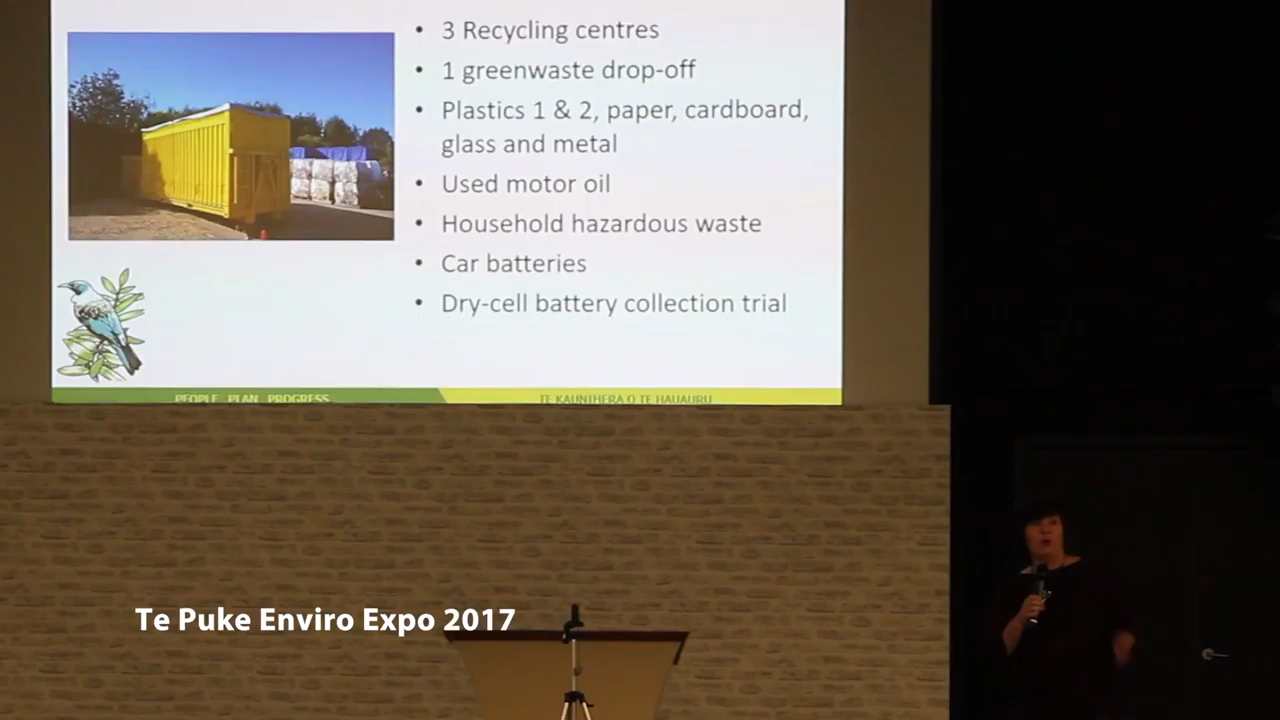 • 3 Recycling centres
• 1 greenwaste drop-off
• Plastics 1 & 2, paper, cardboard,
glass and metal
• Used motor oil
• Household hazardous waste
• Car batteries
• Dry-cell battery collection trial
PEOPLE PLAN PROGRESS
TE KAUNIHERA O TE HAUAURU
Te Puke Enviro Expo 2017